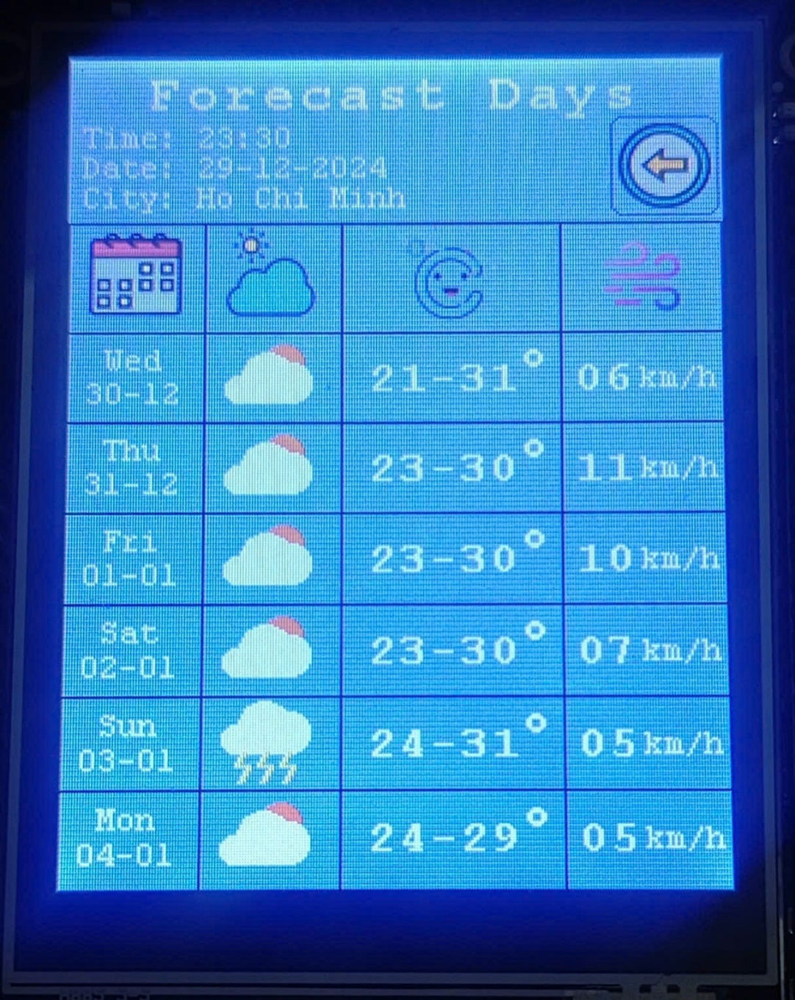 Forecast Days
Time: 23:30
Date: 29-12-2024
City: Ho Chi Minh
Wed
30-12
21-31°
06 km/h
Thu
31-12
23-30°
11 km/h
Fri
01-01
23-30°
10 km/h
Sat
02-01
23-30°
07 km/h
Sun
03-01
24-31°
05 km/h
Mon
04-01
24-29°
05 km/h